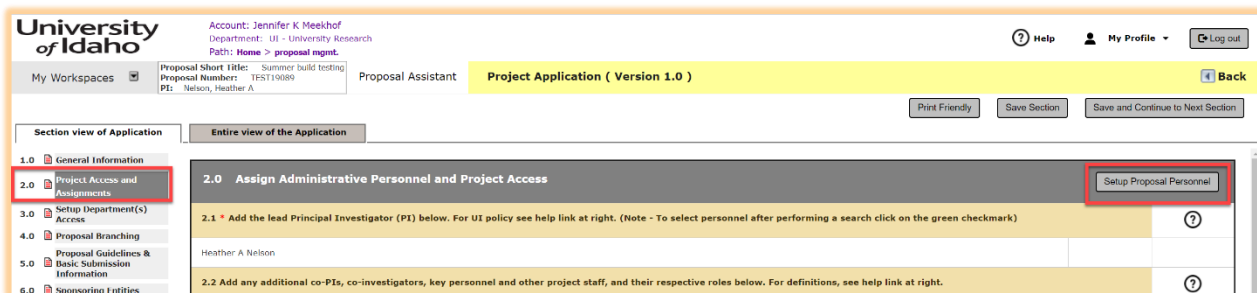 University of Idaho
Account: Jennifer K Meekhof
Department: UI - University Research
Path: Home > proposal mgmt.
? Help
My Profile
Log out
My Workspaces
Proposal Short Title: Summer build testing
Proposal Number: TEST19089
PI: Nelson, Heather A
Proposal Assistant
Project Application ( Version 1.0 )
Back
Print Friendly
Save Section
Save and Continue to Next Section
Section view of Application
Entire view of the Application
1.0 General Information
2.0 Project Access and Assignments
3.0 Setup Department(s) Access
4.0 Proposal Branching
5.0 Proposal Guidelines & Basic Submission Information
6.0 Sponsoring Entities
2.0 Assign Administrative Personnel and Project Access
Setup Proposal Personnel
2.1 * Add the lead Principal Investigator (PI) below. For UI policy see help link at right. (Note - To select personnel after performing a search click on the green checkmark)
?
Heather A Nelson
2.2 Add any additional co-PIs, co-investigators, key personnel and other project staff, and their respective roles below. For definitions, see help link at right.
?